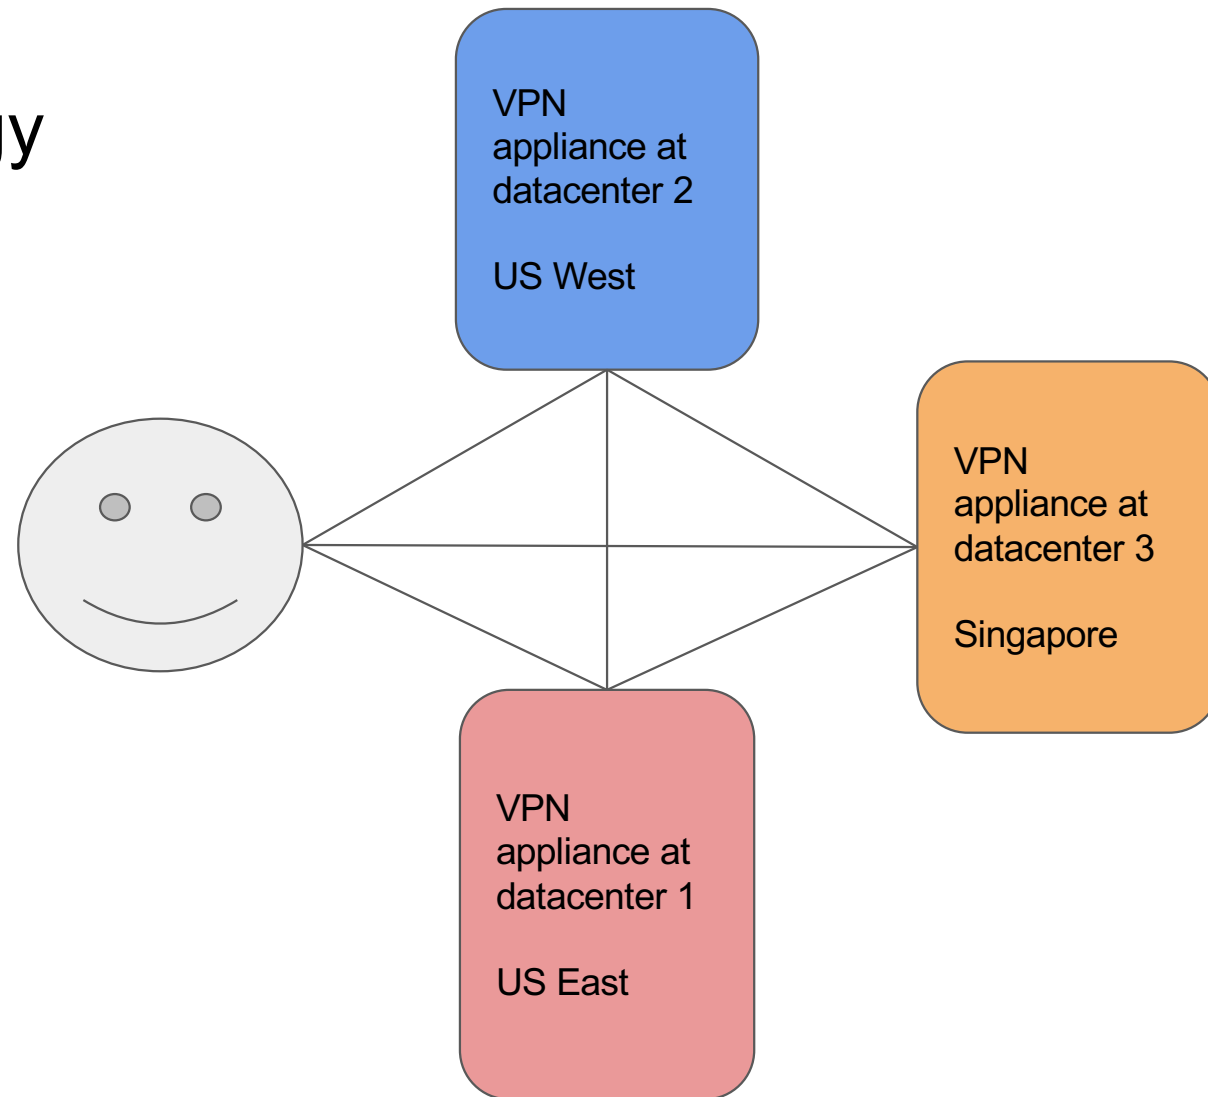 VPN
appliance at
datacenter 2
US West
VPN
appliance at
datacenter 3
Singapore
VPN
appliance at
datacenter 1
US East